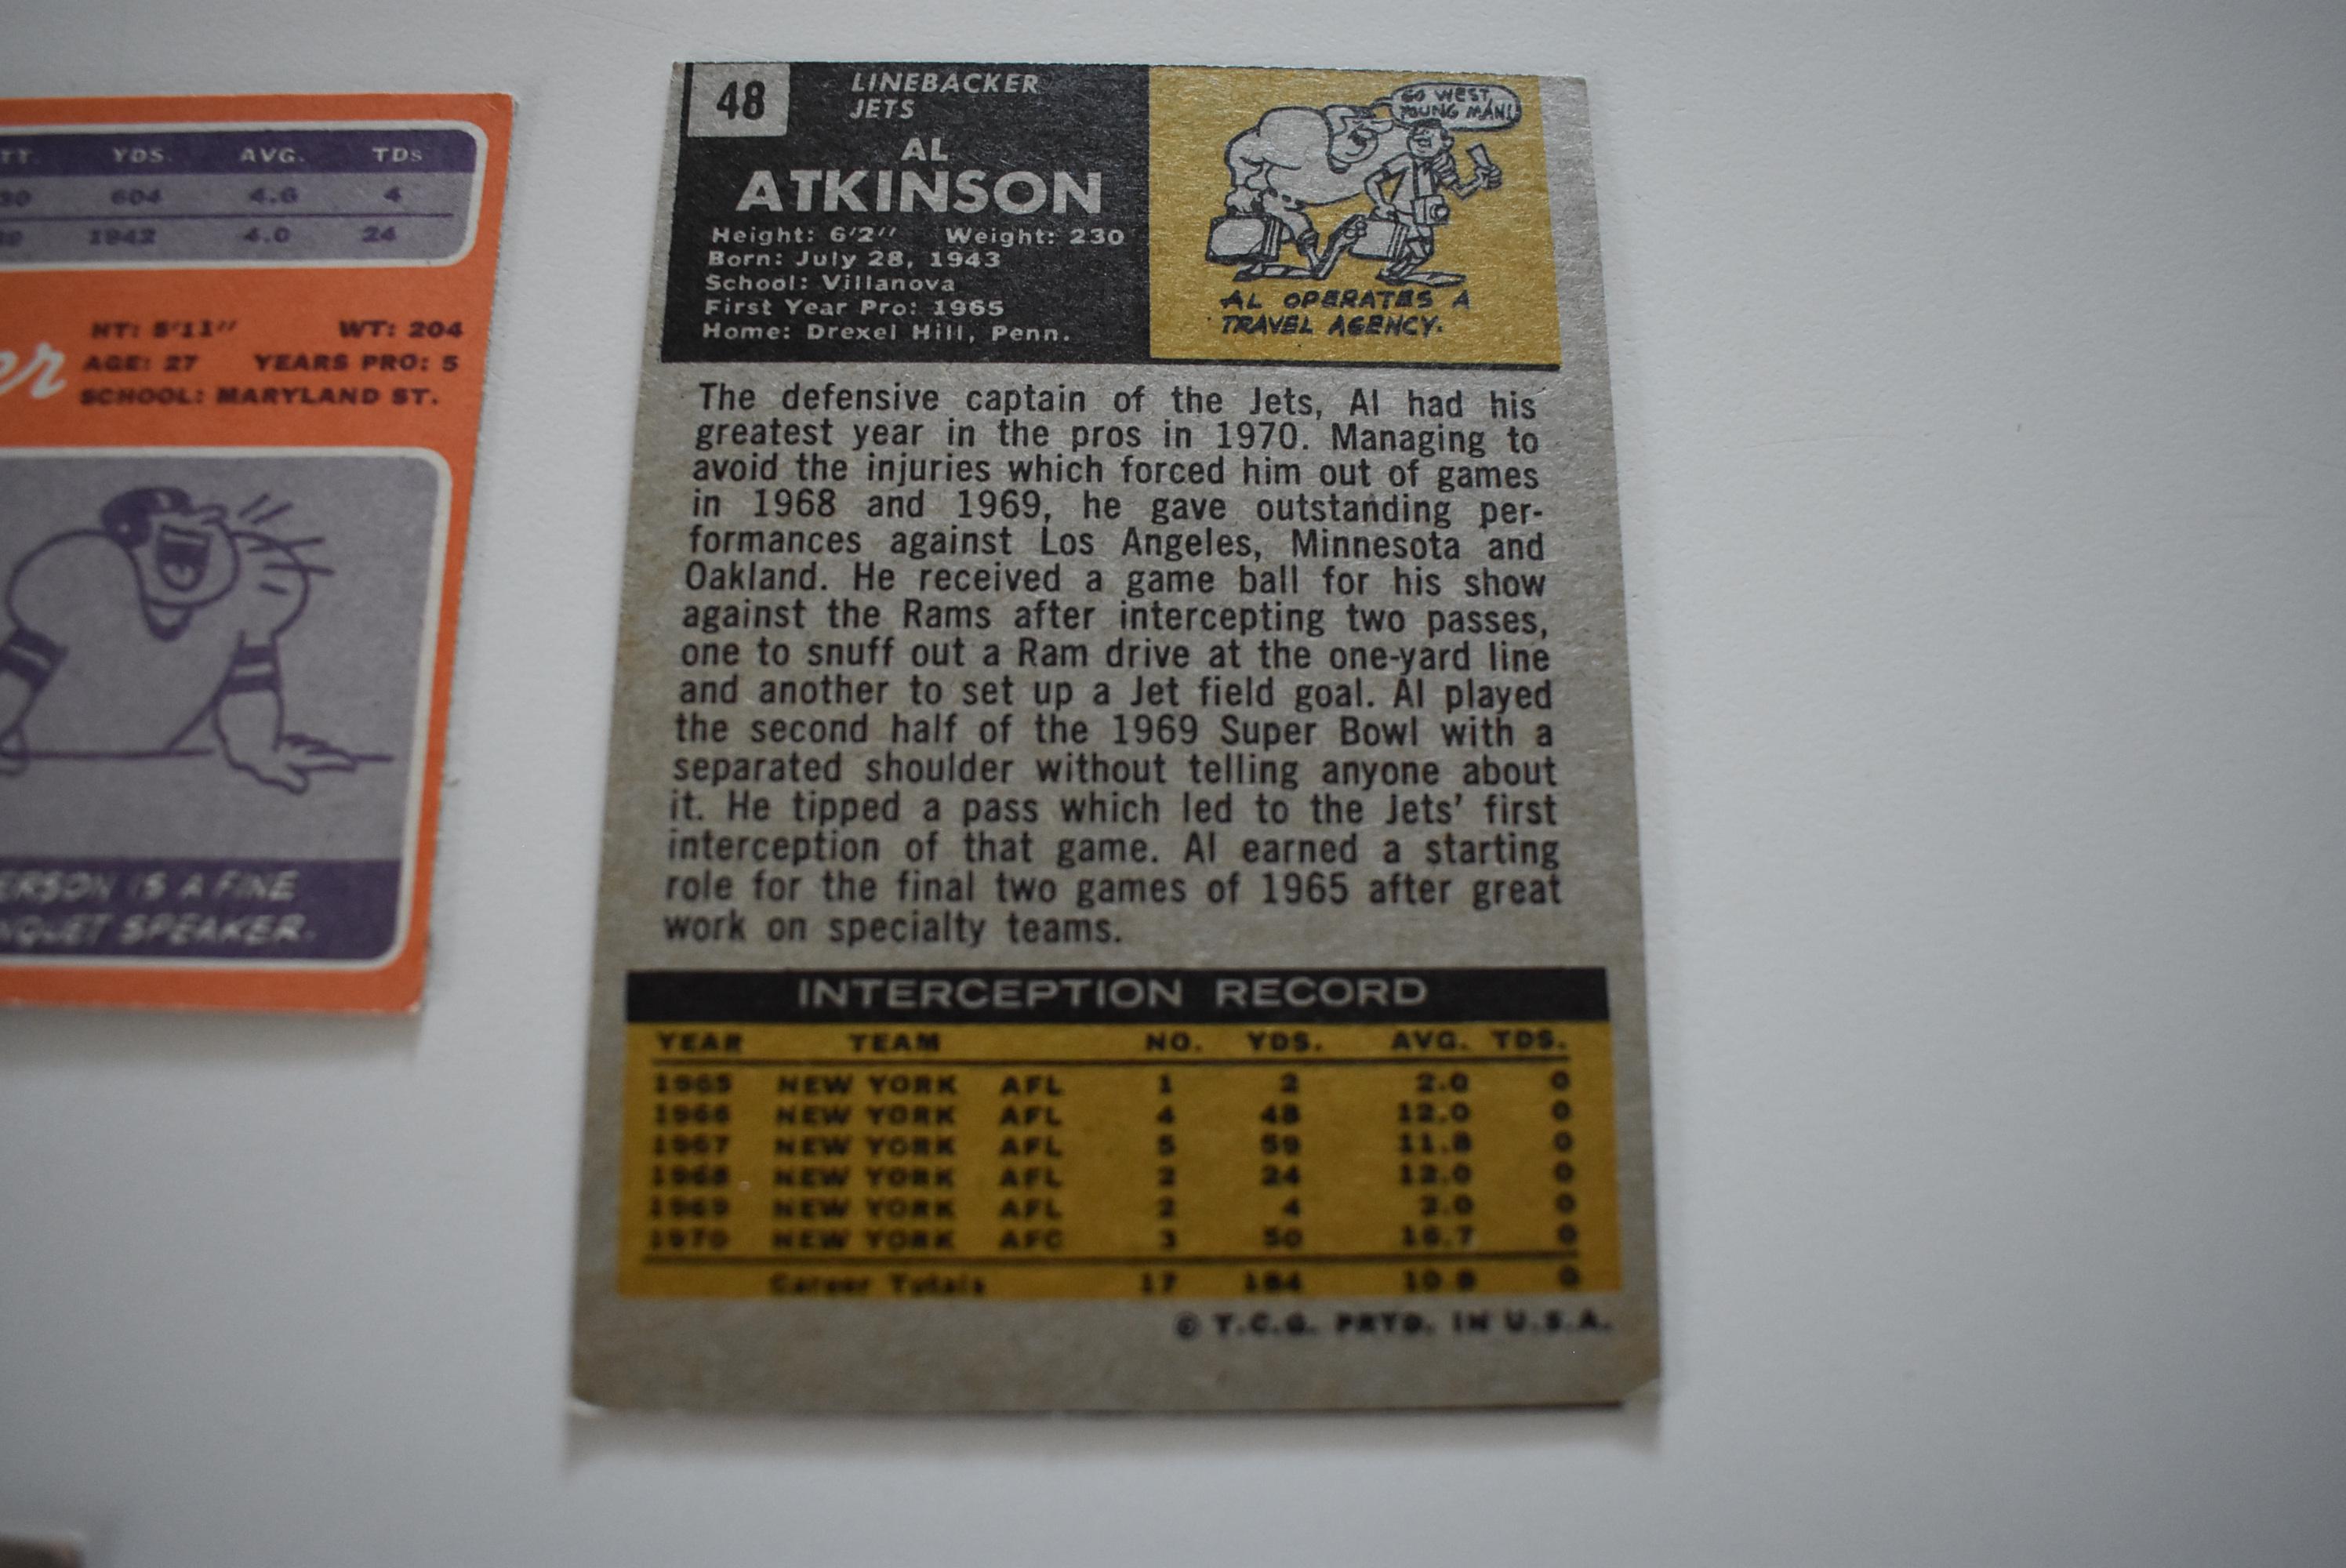 TT. YDS. AVG. TDs
30 604 4.6 4
1942 4.0 24
er
HT: 5'11" WT: 204
AGE: 27 YEARS PRO: 5
SCHOOL: MARYLAND ST.
ERSON IS A FINE
NQUET SPEAKER.
48
LINEBACKER
JETS
AL
ATKINSON
Height: 6'2" Weight: 230
Born: July 28, 1943
School: Villanova
First Year Pro: 1965
Home: Drexel Hill, Penn.
GO WEST,
YOUNG MAN!
AL OPERATES A
TRAVEL AGENCY.
The defensive captain of the Jets, Al had his
greatest year in the pros in 1970. Managing to
avoid the injuries which forced him out of games
in 1968 and 1969, he gave outstanding per-
formances against Los Angeles, Minnesota and
Oakland. He received a game ball for his show
against the Rams after intercepting two passes,
one to snuff out a Ram drive at the one-yard line
and another to set up a Jet field goal. Al played
the second half of the 1969 Super Bowl with a
separated shoulder without telling anyone about
it. He tipped a pass which led to the Jets' first
interception of that game. Al earned a starting
role for the final two games of 1965 after great
work on specialty teams.
INTERCEPTION RECORD
YEAR TEAM NO. YDS. AVG. TDS.
1965 NEW YORK AFL 1 2 2.0 0
1966 NEW YORK AFL 4 48 12.0 0
1967 NEW YORK AFL 5 59 11.8 0
1968 NEW YORK AFL 2 24 12.0 0
1969 NEW YORK AFL 2 4 2.0 0
1970 NEW YORK AFC 3 50 16.7 0
Career Totals 17 184 10.8 0
© T.C.G. PRTD. IN U.S.A.